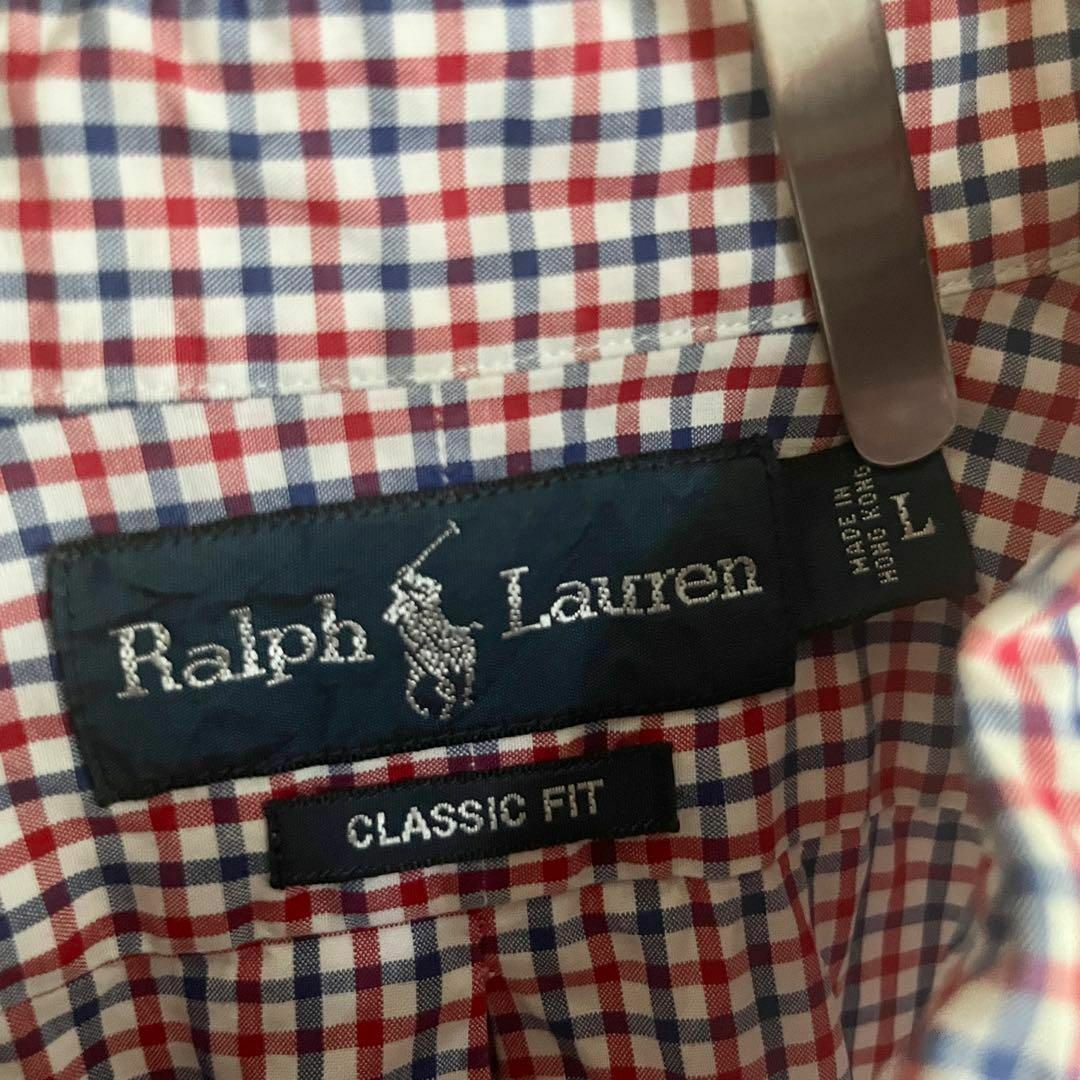 Ralph Lauren
MADE IN
HONG KONG
L
CLASSIC FIT